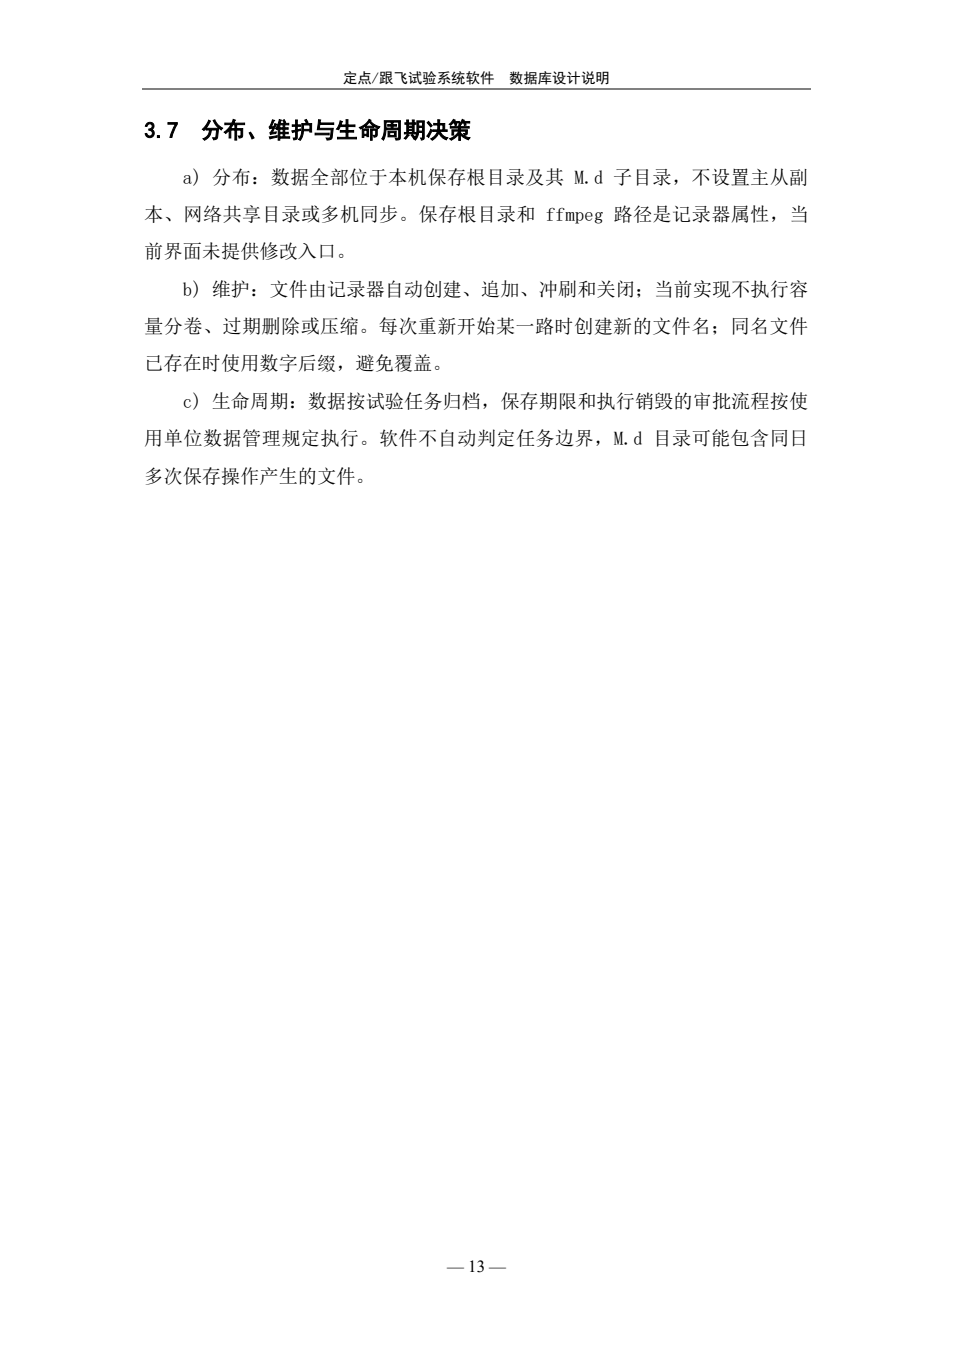 定点/跟飞试验系统软件　数据库设计说明
3.7　分布、维护与生命周期决策
a) 分布：数据全部位于本机保存根目录及其 M.d 子目录，不设置主从副
本、网络共享目录或多机同步。保存根目录和 ffmpeg 路径是记录器属性，当
前界面未提供修改入口。
b) 维护：文件由记录器自动创建、追加、冲刷和关闭；当前实现不执行容
量分卷、过期删除或压缩。每次重新开始某一路时创建新的文件名；同名文件
已存在时使用数字后缀，避免覆盖。
c) 生命周期：数据按试验任务归档，保存期限和执行销毁的审批流程按使
用单位数据管理规定执行。软件不自动判定任务边界，M.d 目录可能包含同日
多次保存操作产生的文件。
— 13 —